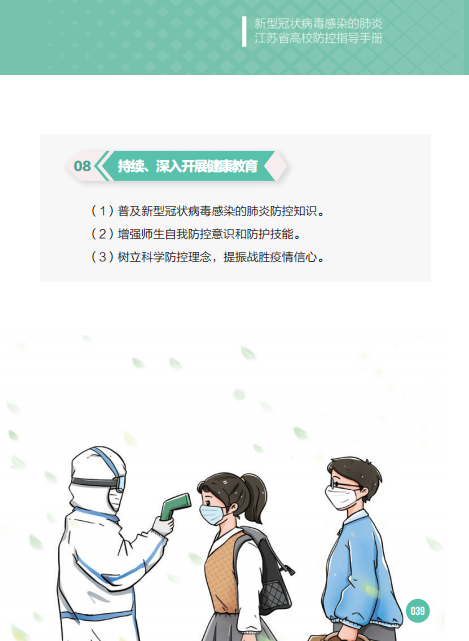 新型冠状病毒感染的肺炎
江苏省高校防控指导手册
08 持续、深入开展健康教育
（1）普及新型冠状病毒感染的肺炎防控知识。
（2）增强师生自我防控意识和防护技能。
（3）树立科学防控理念，提振战胜疫情信心。
039